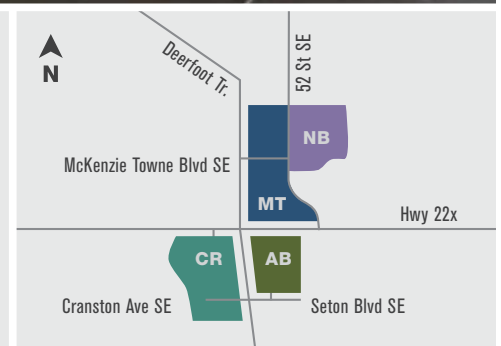 N
Deerfoot Tr.
52 St SE
NB
McKenzie Towne Blvd SE
MT
Hwy 22x
CR
AB
Cranston Ave SE
Seton Blvd SE